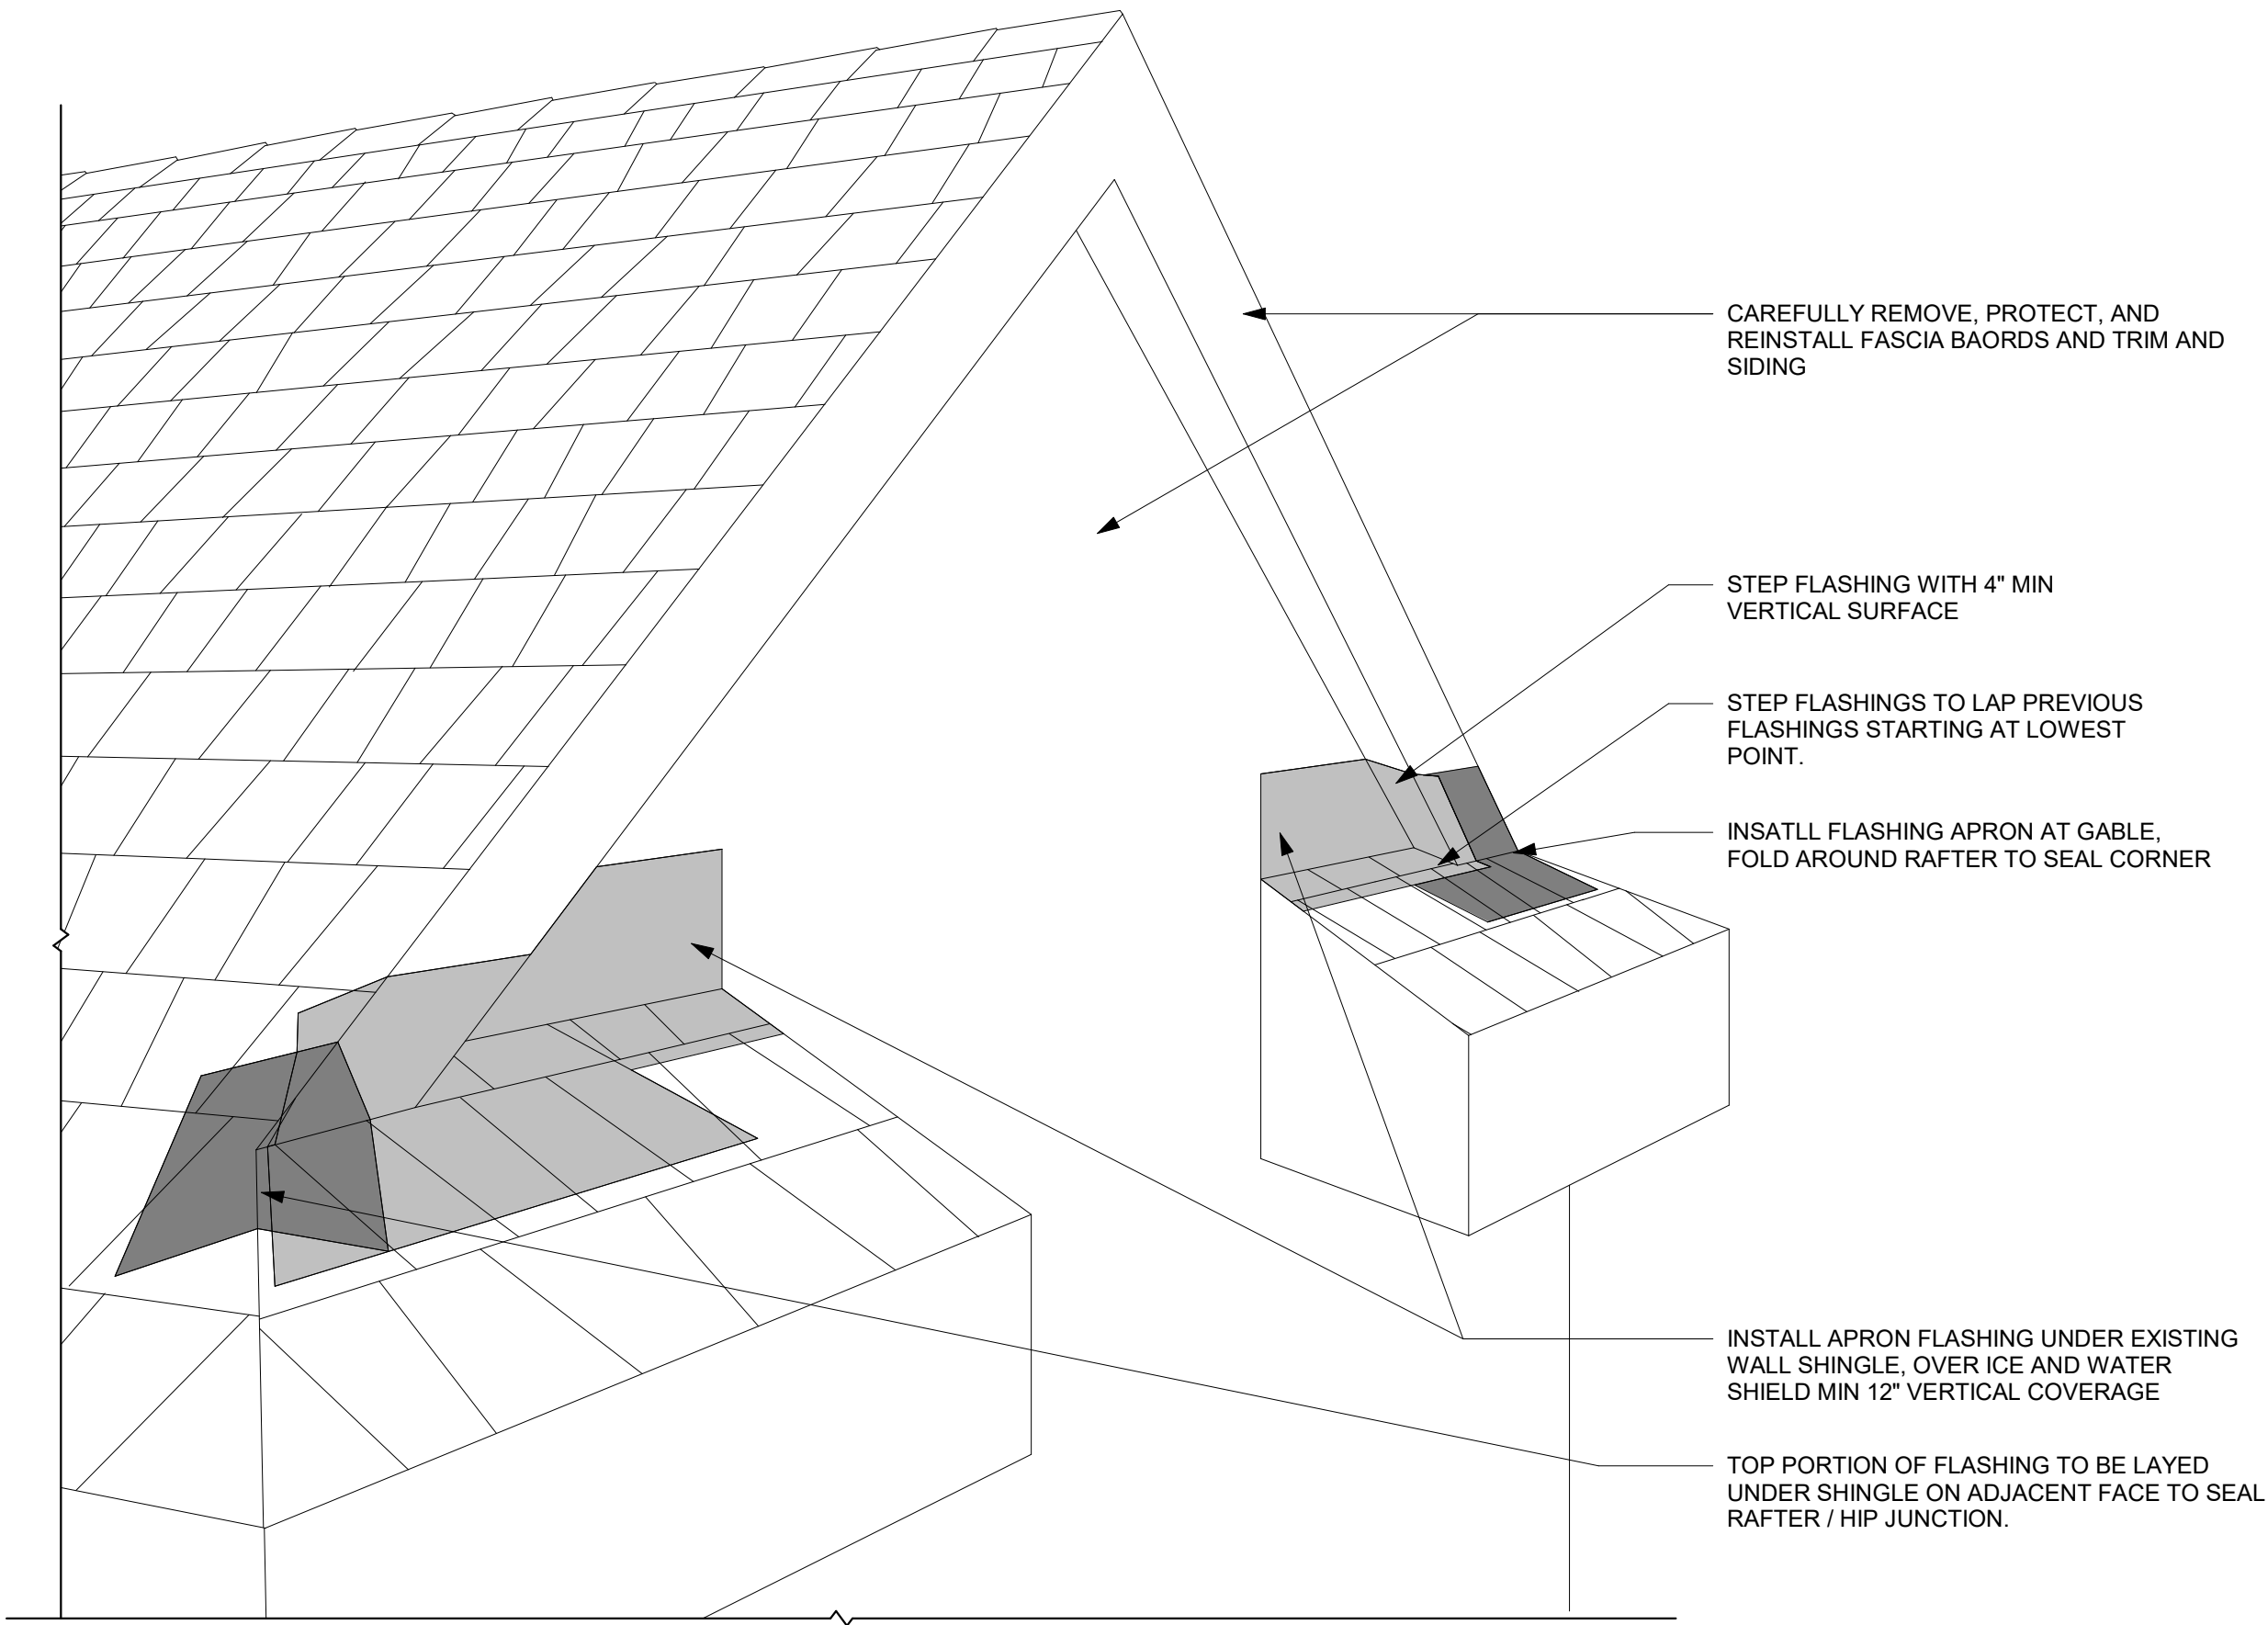 CAREFULLY REMOVE, PROTECT, AND
REINSTALL FASCIA BAORDS AND TRIM AND
SIDING
STEP FLASHING WITH 4" MIN
VERTICAL SURFACE
STEP FLASHINGS TO LAP PREVIOUS
FLASHINGS STARTING AT LOWEST
POINT.
INSATLL FLASHING APRON AT GABLE,
FOLD AROUND RAFTER TO SEAL CORNER
INSTALL APRON FLASHING UNDER EXISTING
WALL SHINGLE, OVER ICE AND WATER
SHIELD MIN 12" VERTICAL COVERAGE
TOP PORTION OF FLASHING TO BE LAYED
UNDER SHINGLE ON ADJACENT FACE TO SEAL
RAFTER / HIP JUNCTION.